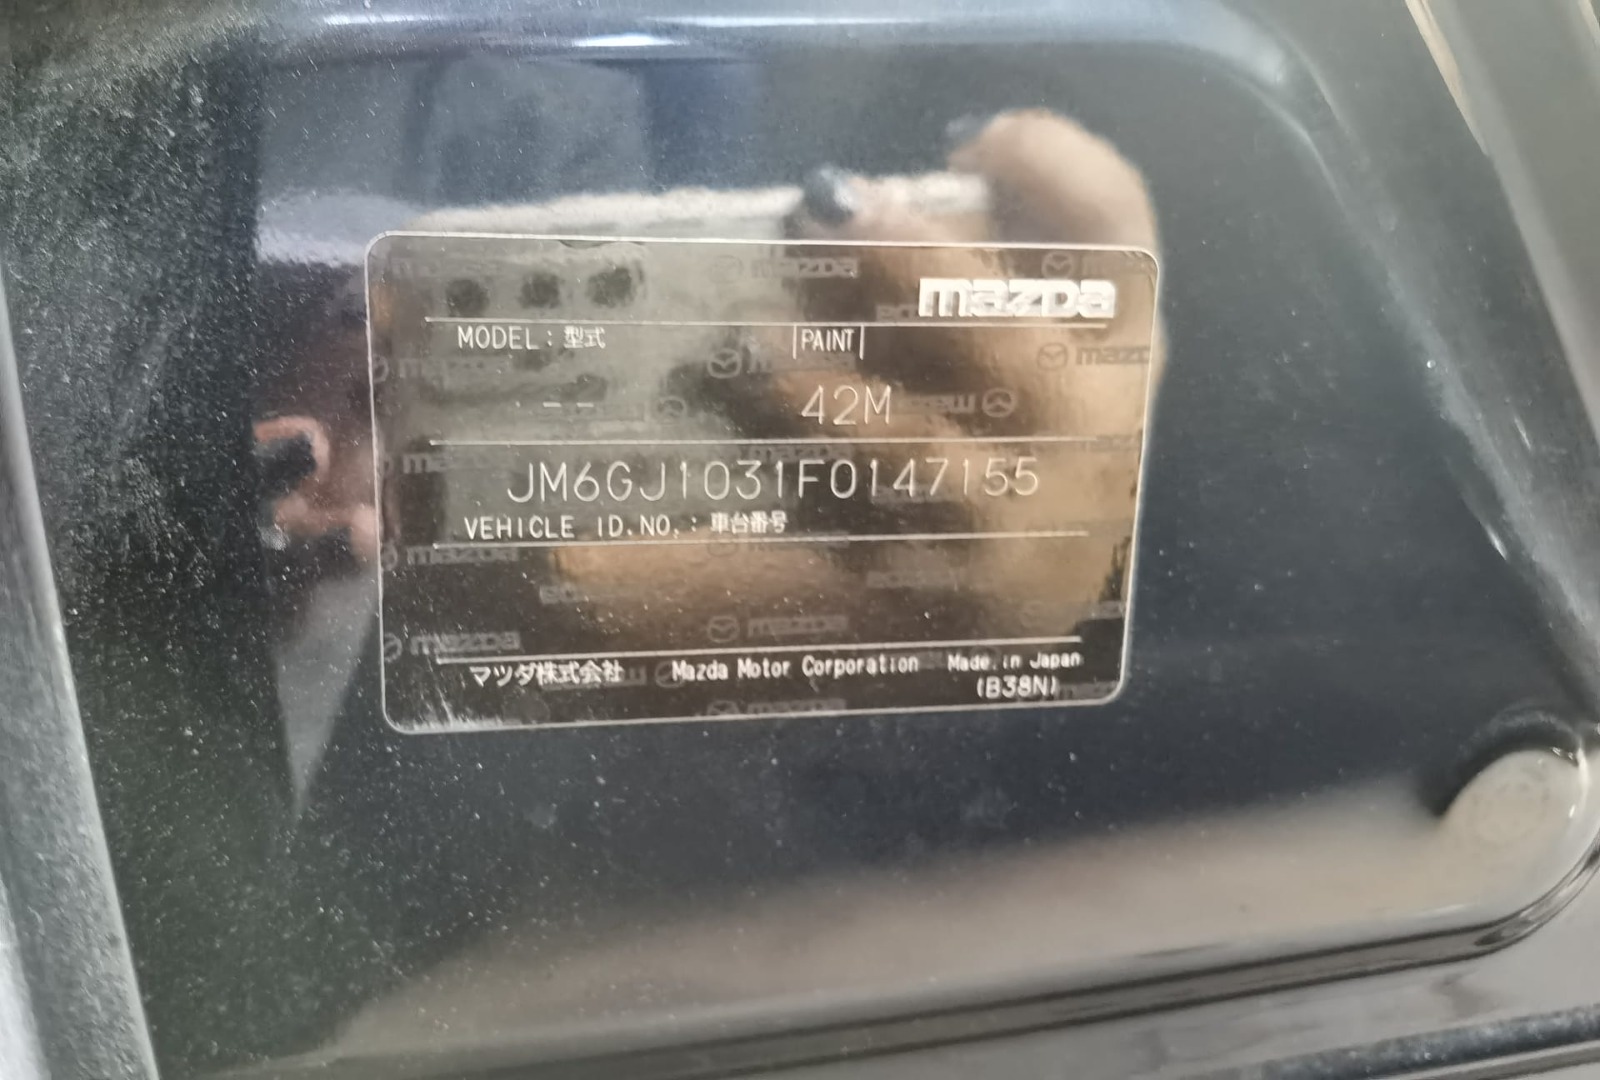 mazda
MODEL : 型式 PAINT
- - 42M
JM6GJ1031F0147155
VEHICLE ID.NO. : 車台番号
マツダ株式会社 Mazda Motor Corporation Made in Japan
(B38N)